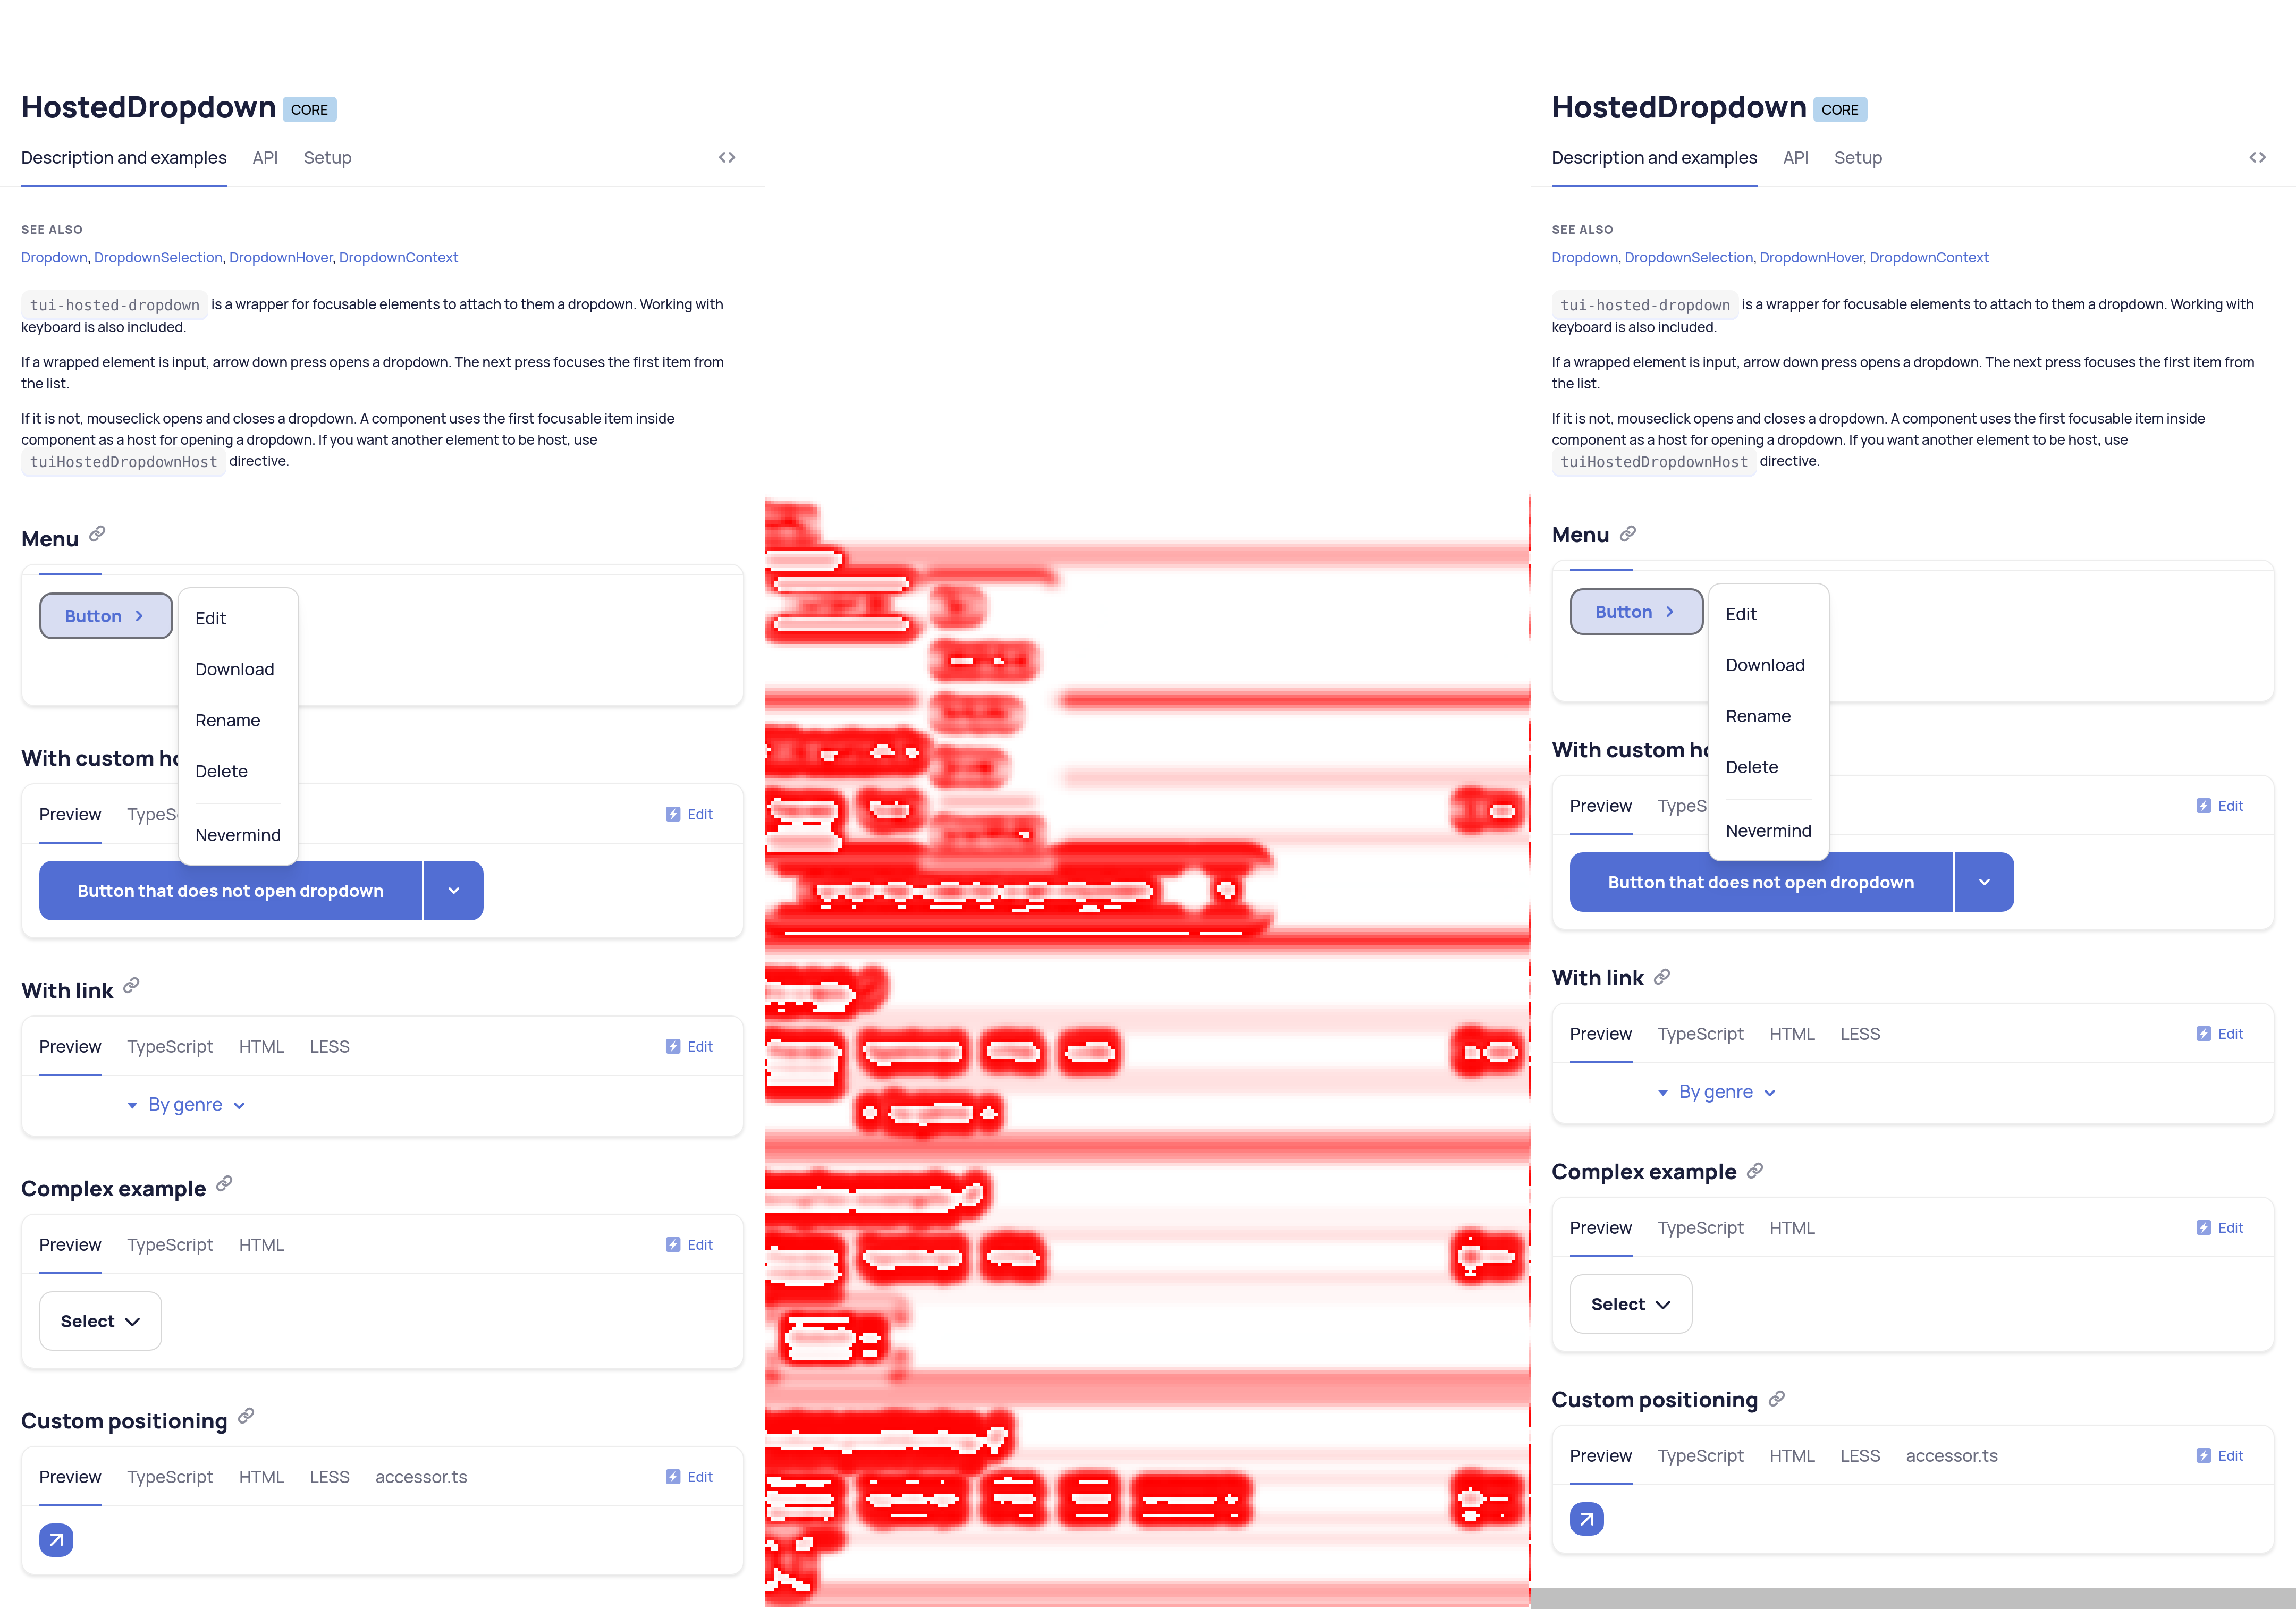 HostedDropdown CORE
Description and examples API Setup
SEE ALSO
Dropdown, DropdownSelection, DropdownHover, DropdownContext
tui-hosted-dropdown is a wrapper for focusable elements to attach to them a dropdown. Working with
keyboard is also included.
If a wrapped element is input, arrow down press opens a dropdown. The next press focuses the first item from
the list.
If it is not, mouseclick opens and closes a dropdown. A component uses the first focusable item inside
component as a host for opening a dropdown. If you want another element to be host, use
tuiHostedDropdownHost directive.
Menu
Button
Edit
Download
Rename
Delete
Nevermind
With custom
Preview Edit
Button that does not open dropdown
With link
Preview TypeScript HTML LESS Edit
By genre
Complex example
Preview TypeScript HTML Edit
Select
Custom positioning
Preview TypeScript HTML LESS accessor.ts Edit
HostedDropdown CORE
Description and examples API Setup
SEE ALSO
Dropdown, DropdownSelection, DropdownHover, DropdownContext
tui-hosted-dropdown is a wrapper for focusable elements to attach to them a dropdown. Working with
keyboard is also included.
If a wrapped element is input, arrow down press opens a dropdown. The next press focuses the first item from
the list.
If it is not, mouseclick opens and closes a dropdown. A component uses the first focusable item inside
component as a host for opening a dropdown. If you want another element to be host, use
tuiHostedDropdownHost directive.
Menu
Button
Edit
Download
Rename
Delete
Nevermind
With custom
Preview Edit
Button that does not open dropdown
With link
Preview TypeScript HTML LESS Edit
By genre
Complex example
Preview TypeScript HTML Edit
Select
Custom positioning
Preview TypeScript HTML LESS accessor.ts Edit